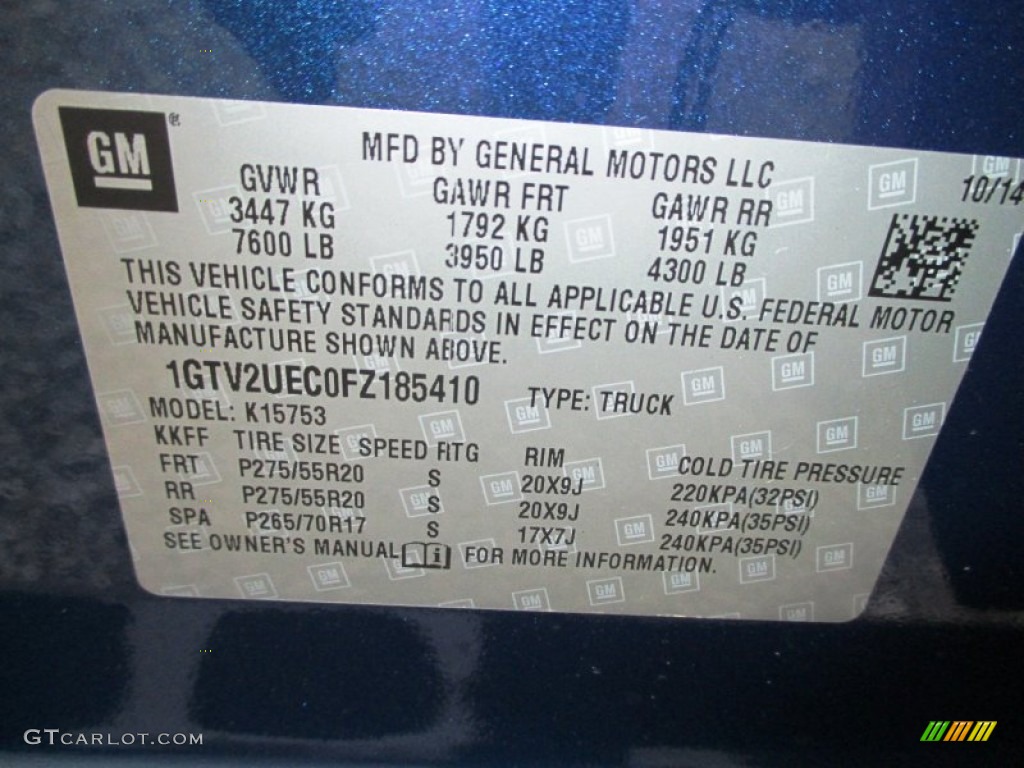 GM
MFD BY GENERAL MOTORS LLC
10/14
GVWR GAWR FRT GAWR RR
3447 KG 1792 KG 1951 KG
7600 LB 3950 LB 4300 LB
THIS VEHICLE CONFORMS TO ALL APPLICABLE U.S. FEDERAL MOTOR
VEHICLE SAFETY STANDARDS IN EFFECT ON THE DATE OF
MANUFACTURE SHOWN ABOVE.
1GTV2UEC0FZ185410 TYPE: TRUCK
MODEL: K15753
KKFF TIRE SIZE SPEED RTG RIM COLD TIRE PRESSURE
FRT P275/55R20 S 20X9J 220KPA(32PSI)
RR P275/55R20 S 20X9J 240KPA(35PSI)
SPA P265/70R17 S 17X7J 240KPA(35PSI)
SEE OWNER'S MANUAL i FOR MORE INFORMATION.
GTCARLOT.COM